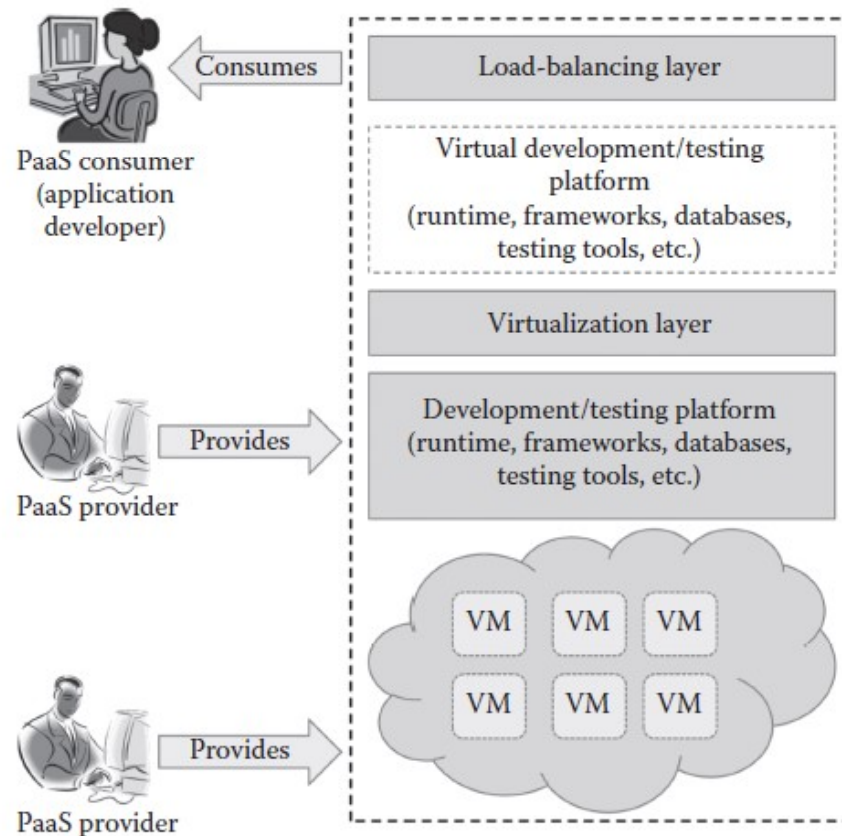 Consumes
PaaS consumer
(application
developer)
Load-balancing layer
Virtual development/testing
platform
(runtime, frameworks, databases,
testing tools, etc.)
Virtualization layer
Provides
PaaS provider
Development/testing platform
(runtime, frameworks, databases,
testing tools, etc.)
VM VM VM
VM VM VM
Provides
PaaS provider